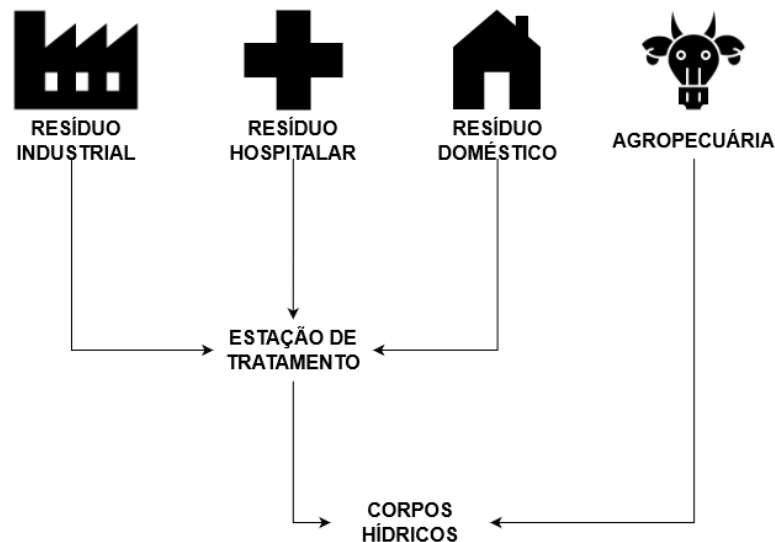 RESÍDUO
INDUSTRIAL
RESÍDUO
HOSPITALAR
RESÍDUO
DOMÉSTICO
AGROPECUÁRIA
ESTAÇÃO DE
TRATAMENTO
CORPOS
HÍDRICOS